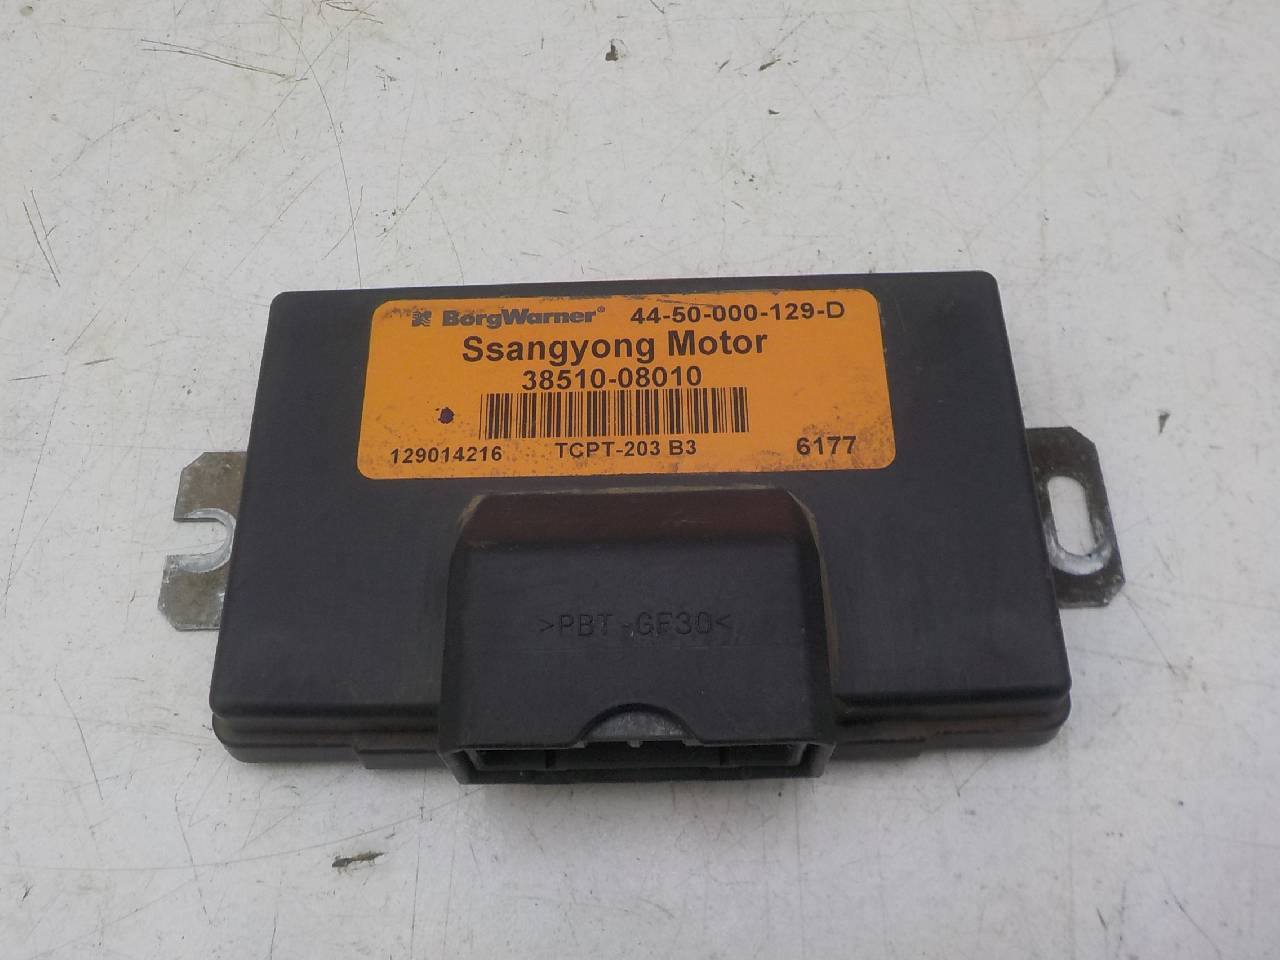 BorgWarner® 44-50-000-129-D
Ssangyong Motor
38510-08010
129014216 TCPT-203 B3 6177
>PBT-GF30<